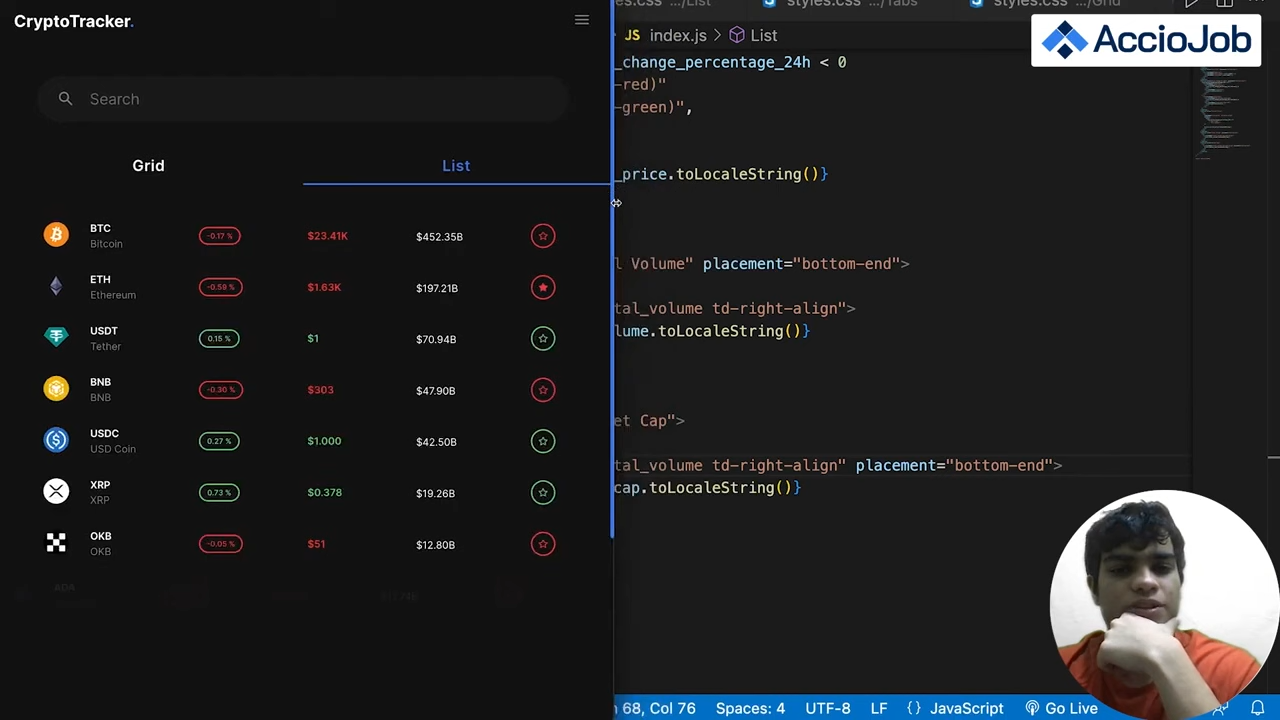 CryptoTracker.
Search
Grid
List
BTC
Bitcoin
-0.17 %
$23.41K
$452.35B
ETH
Ethereum
-0.59 %
$1.63K
$197.21B
USDT
Tether
0.15 %
$1
$70.94B
BNB
BNB
-0.30 %
$303
$47.90B
USDC
USD Coin
0.27 %
$1.000
$42.50B
XRP
XRP
0.73 %
$0.378
$19.26B
OKB
OKB
-0.05 %
$51
$12.80B
ADA
styles.css .../List
styles.css .../Tabs
styles.css .../Grid
JS index.js > List
AccioJob
_change_percentage_24h < 0
-red)"
-green)",
_price.toLocaleString()}
l Volume" placement="bottom-end">
tal_volume td-right-align">
lume.toLocaleString()}
et Cap">
tal_volume td-right-align" placement="bottom-end">
cap.toLocaleString()}
68, Col 76 Spaces: 4 UTF-8 LF {} JavaScript Go Live